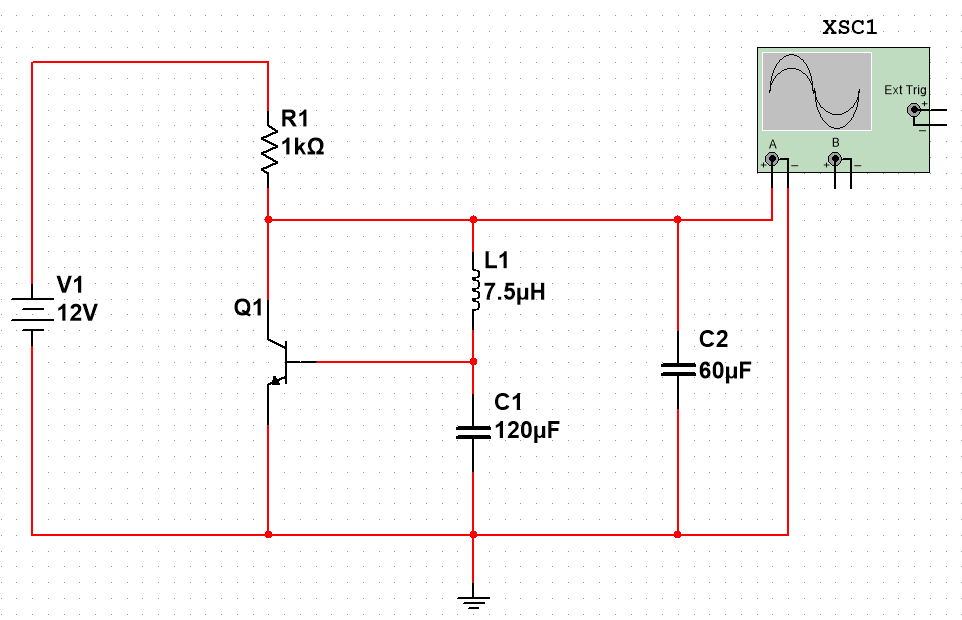 XSC1
Ext Trig
+
−
A
B
+
−
+
−
R1
1kΩ
L1
7.5µH
V1
12V
Q1
C2
60µF
C1
120µF